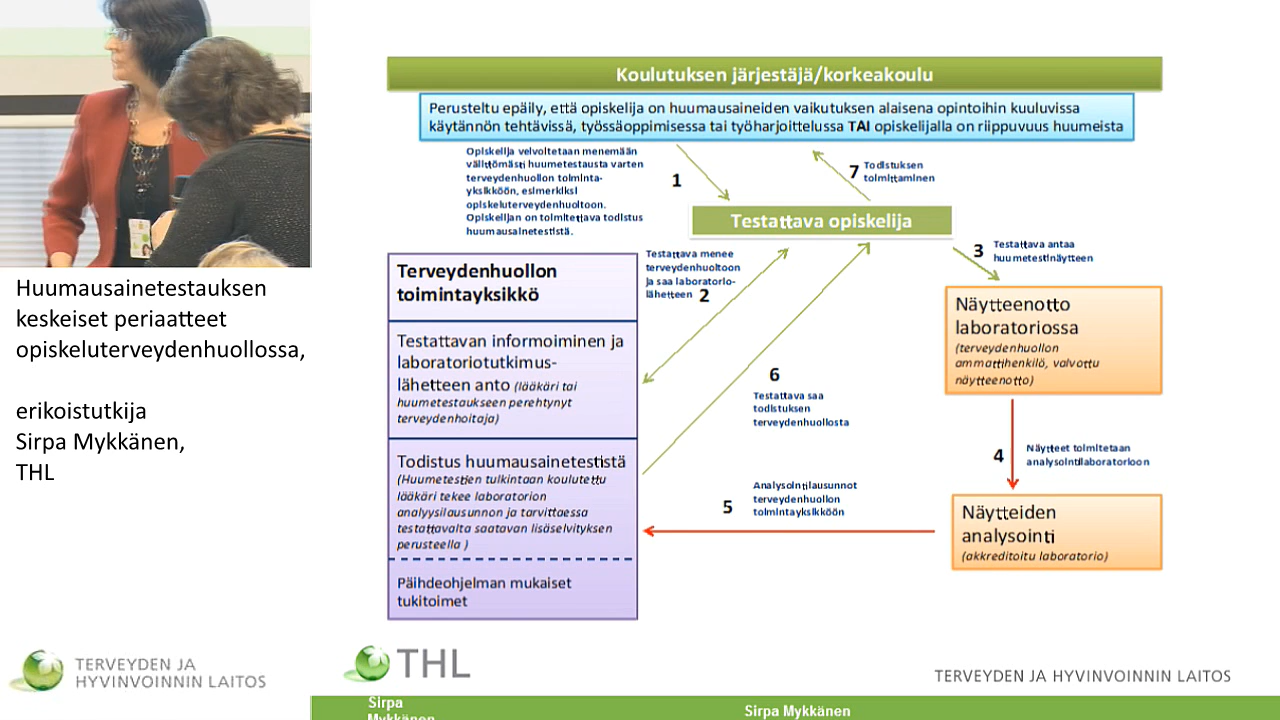 Huumausainetestauksen
keskeiset periaatteet
opiskeluterveydenhuollossa,
erikoistutkija
Sirpa Mykkänen,
THL
TERVEYDEN JA
HYVINVOINNIN LAITOS
Koulutuksen järjestäjä/korkeakoulu
Perusteltu epäily, että opiskelija on huumausaineiden vaikutuksen alaisena opintoihin kuuluvissa
käytännön tehtävissä, työssäoppimisessa tai työharjoittelussa TAI opiskelijalla on riippuvuus huumeista
Opiskelija velvoitetaan menemään
välittömästi huumetestausta varten
terveydenhuollon toiminta-
yksikköön, esimerkiksi
opiskeluterveydenhuoltoon.
Opiskelijan on toimitettava todistus
huumausainetestistä.
1
7
Todistuksen
toimittaminen
Testattava opiskelija
Testattava menee
terveydenhuoltoon
ja saa laboratorio-
lähetteen 2
3
Testattava antaa
huumetestinäytteen
Terveydenhuollon
toimintayksikkö
Testattavan informoiminen ja
laboratoriotutkimus-
lähetteen anto (lääkäri tai
huumetestaukseen perehtynyt
terveydenhoitaja)
Todistus huumausainetestistä
(Huumetestien tulkintaan koulutettu
lääkäri tekee laboratorion
analyysilausunnon ja tarvittaessa
testattavalta saatavan lisäselvityksen
perusteella )
Päihdeohjelman mukaiset
tukitoimet
Näytteenotto
laboratoriossa
(terveydenhuollon
ammattihenkilö, valvottu
näytteenotto)
6
Testattava saa
todistuksen
terveydenhuollosta
4
Näytteet toimitetaan
analysointilaboratorioon
5
Analysointilausunnot
terveydenhuollon
toimintayksikköön
Näytteiden
analysointi
(akkreditoitu laboratorio)
THL
TERVEYDEN JA HYVINVOINNIN LAITOS
Sirpa
Mykkänen
Sirpa Mykkänen